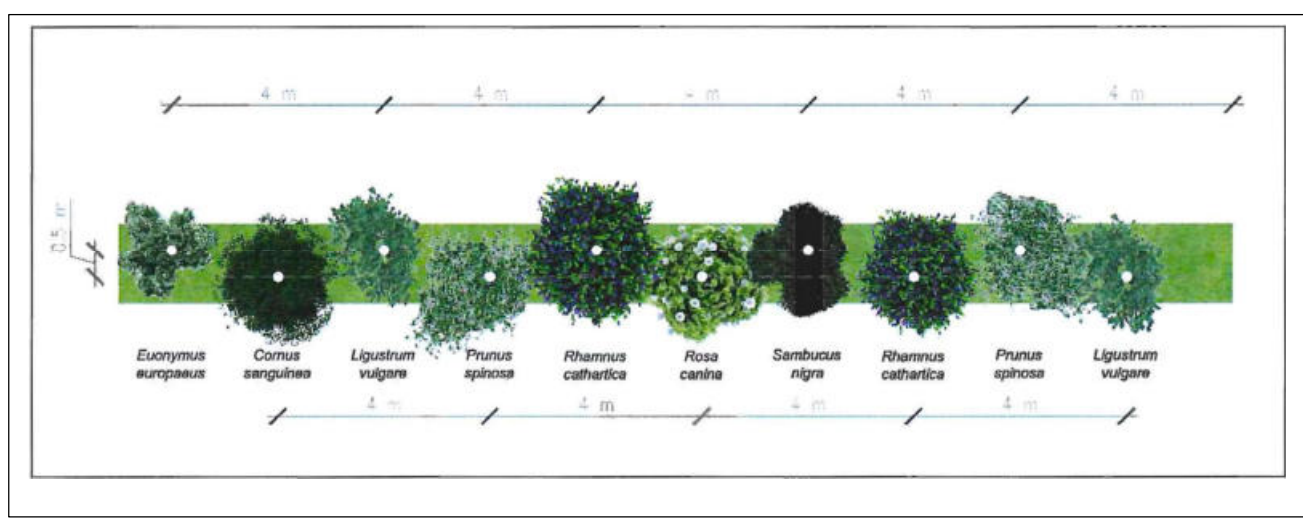 4 m
4 m
m
4 m
4 m
0.5 m
Euonymus
europaeus
Cornus
sanguinea
Ligustrum
vulgare
Prunus
spinosa
Rhamnus
cathartica
Rosa
canina
Sambucus
nigra
Rhamnus
cathartica
Prunus
spinosa
Ligustrum
vulgare
4 m
4 m
4 m
4 m